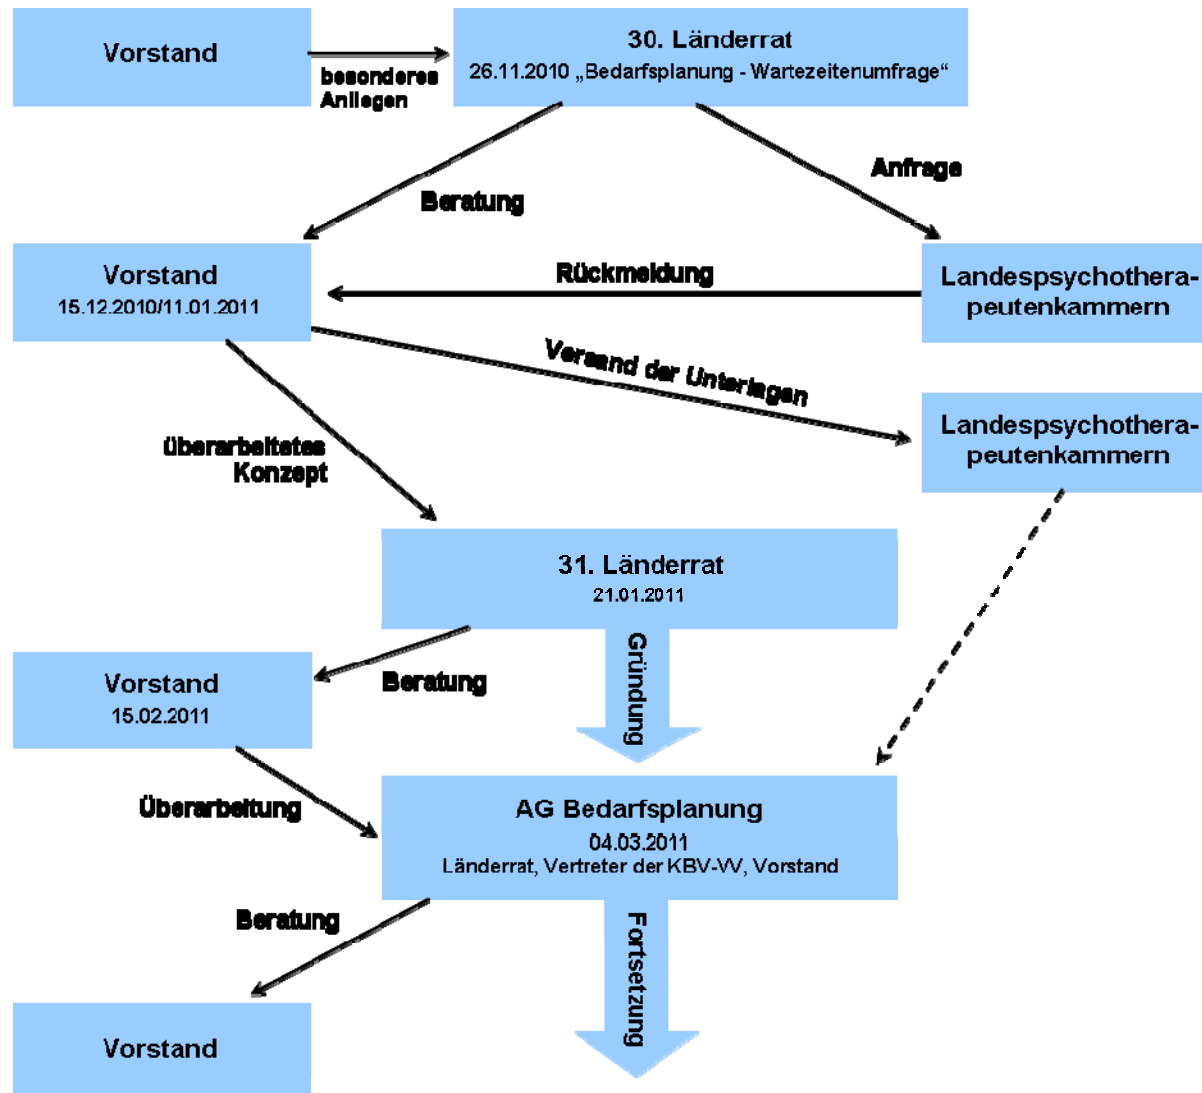 Vorstand
30. Länderrat
26.11.2010 „Bedarfsplanung - Wartezeitenumfrage“
besonderes
Anliegen
Anfrage
Beratung
Vorstand
15.12.2010/11.01.2011
Rückmeldung
Landespsychothera-
peutenkammern
Versand der Unterlagen
Landespsychothera-
peutenkammern
überarbeitetes
Konzept
31. Länderrat
21.01.2011
Gründung
Beratung
Vorstand
15.02.2011
Überarbeitung
AG Bedarfsplanung
04.03.2011
Länderrat, Vertreter der KBV-VV, Vorstand
Beratung
Fortsetzung
Vorstand